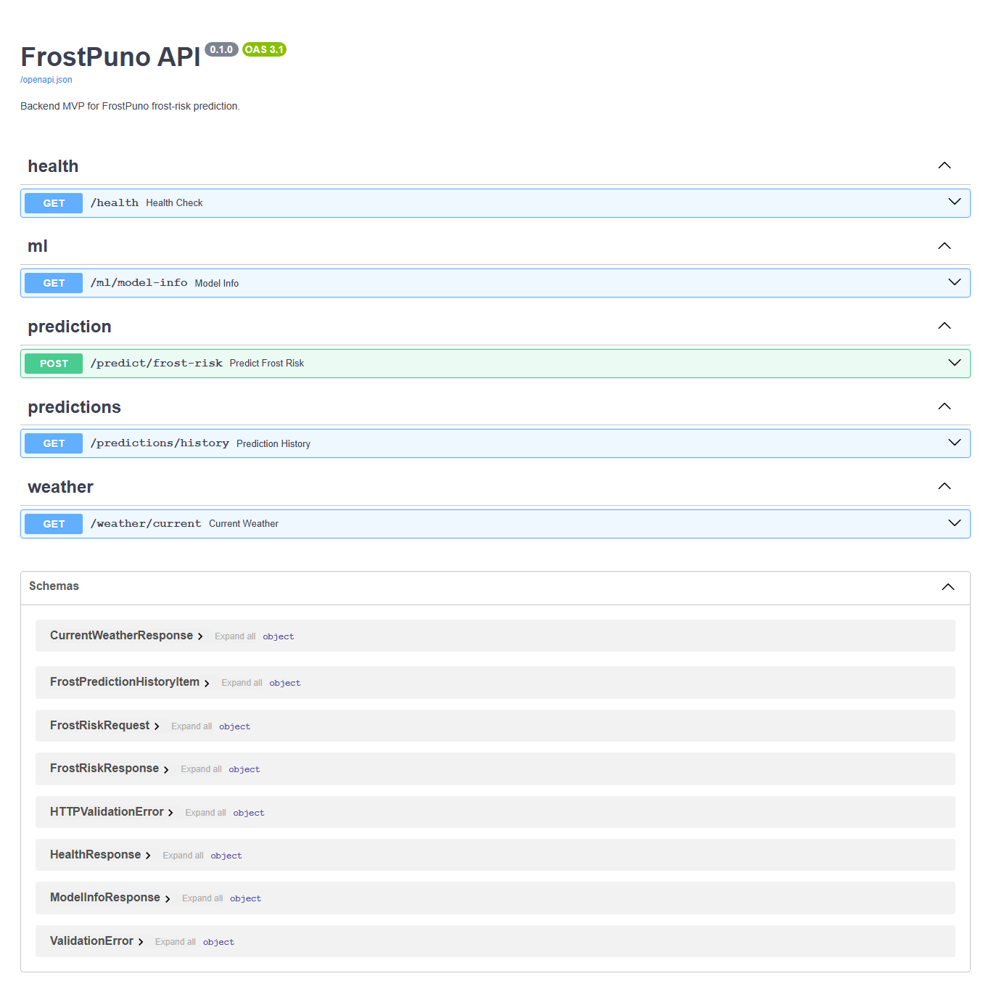 FrostPuno API 0.1.0 OAS 3.1
/openapi.json
Backend MVP for FrostPuno frost-risk prediction.
health
GET /health Health Check
ml
GET /ml/model-info Model Info
prediction
POST /predict/frost-risk Predict Frost Risk
predictions
GET /predictions/history Prediction History
weather
GET /weather/current Current Weather
Schemas
CurrentWeatherResponse Expand all object
FrostPredictionHistoryItem Expand all object
FrostRiskRequest Expand all object
FrostRiskResponse Expand all object
HTTPValidationError Expand all object
HealthResponse Expand all object
ModelInfoResponse Expand all object
ValidationError Expand all object